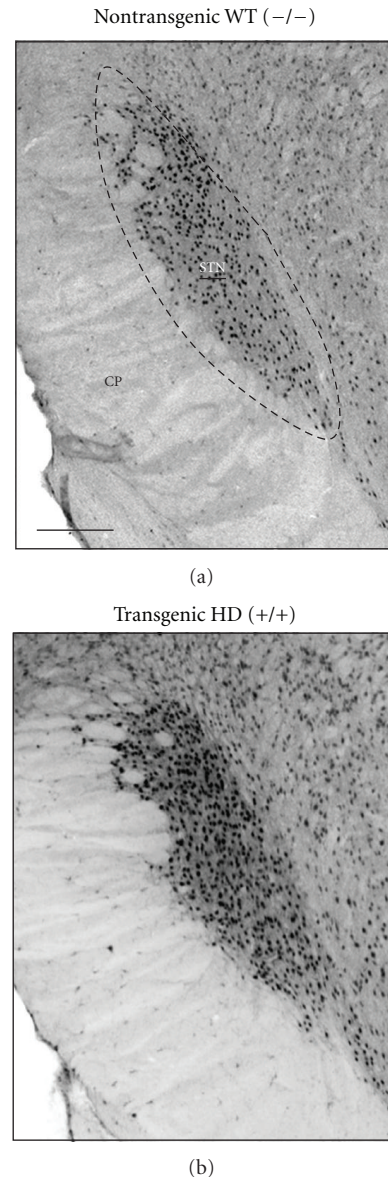 Nontransgenic WT (−/−)
STN
CP
(a)
Transgenic HD (+/+)
(b)